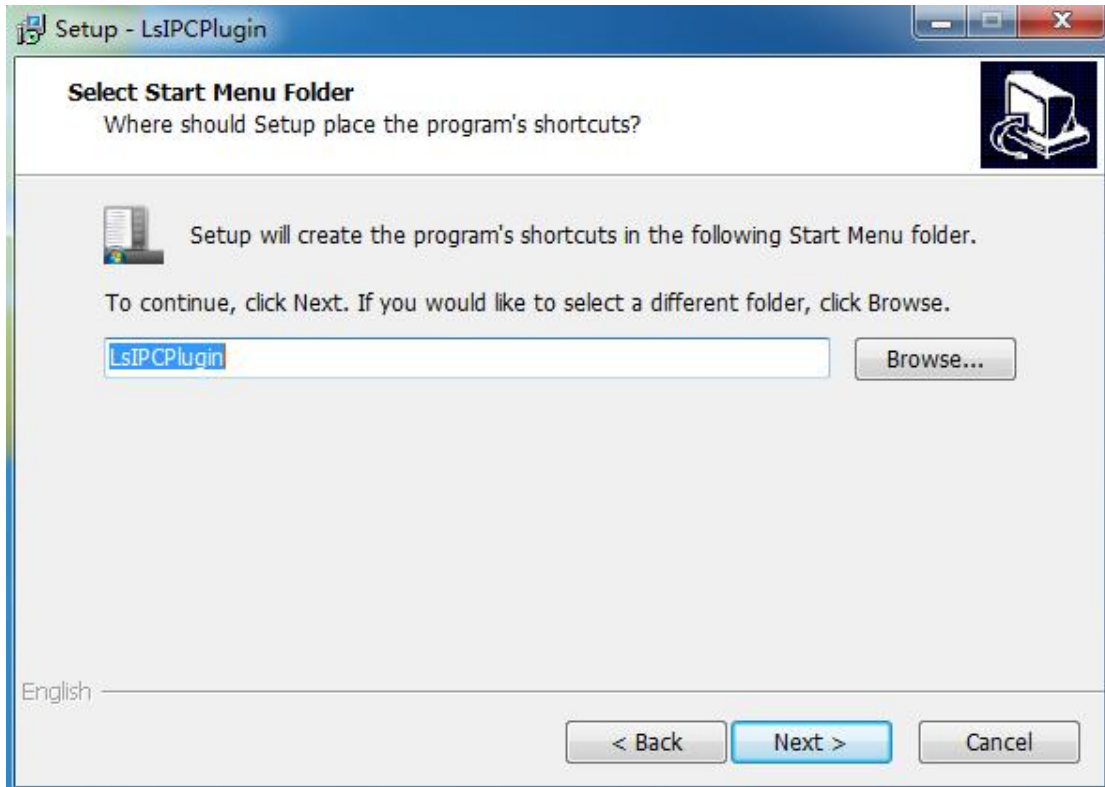 Setup - LsIPCPlugin
Select Start Menu Folder
Where should Setup place the program's shortcuts?
Setup will create the program's shortcuts in the following Start Menu folder.
To continue, click Next. If you would like to select a different folder, click Browse.
LsIPCPlugin
Browse...
English
< Back
Next >
Cancel